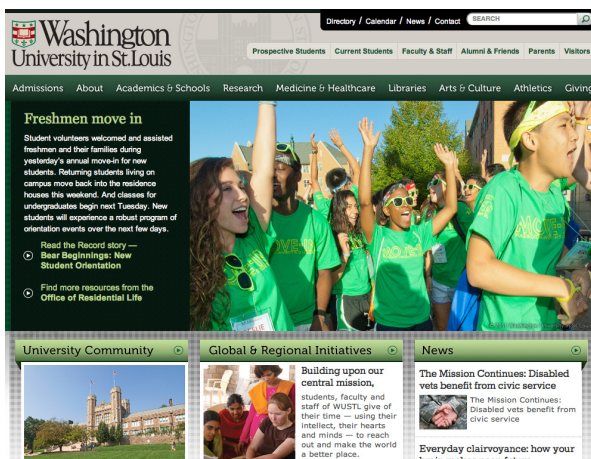 Washington
University in St. Louis
Directory / Calendar / News / Contact
SEARCH
Prospective Students Current Students Faculty & Staff Alumni & Friends Parents Visitors
Admissions About Academics & Schools Research Medicine & Healthcare Libraries Arts & Culture Athletics Giving
Freshmen move in
Student volunteers welcomed and assisted
freshmen and their families during
yesterday's annual move-in for new
students. Returning students living on
campus move back into the residence
houses this weekend. And classes for
undergraduates begin next Tuesday. New
students will experience a robust program of
orientation events over the next few days.
Read the Record story —
Bear Beginnings: New
Student Orientation
Find more resources from the
Office of Residential Life
University Community
Global & Regional Initiatives
Building upon our
central mission,
students, faculty and
staff of WUSTL give of
their time — using their
intellect, their hearts
and minds — to reach
out and make the world
a better place.
News
The Mission Continues: Disabled
vets benefit from civic service
The Mission Continues:
Disabled vets benefit from
civic service
Everyday clairvoyance: how your